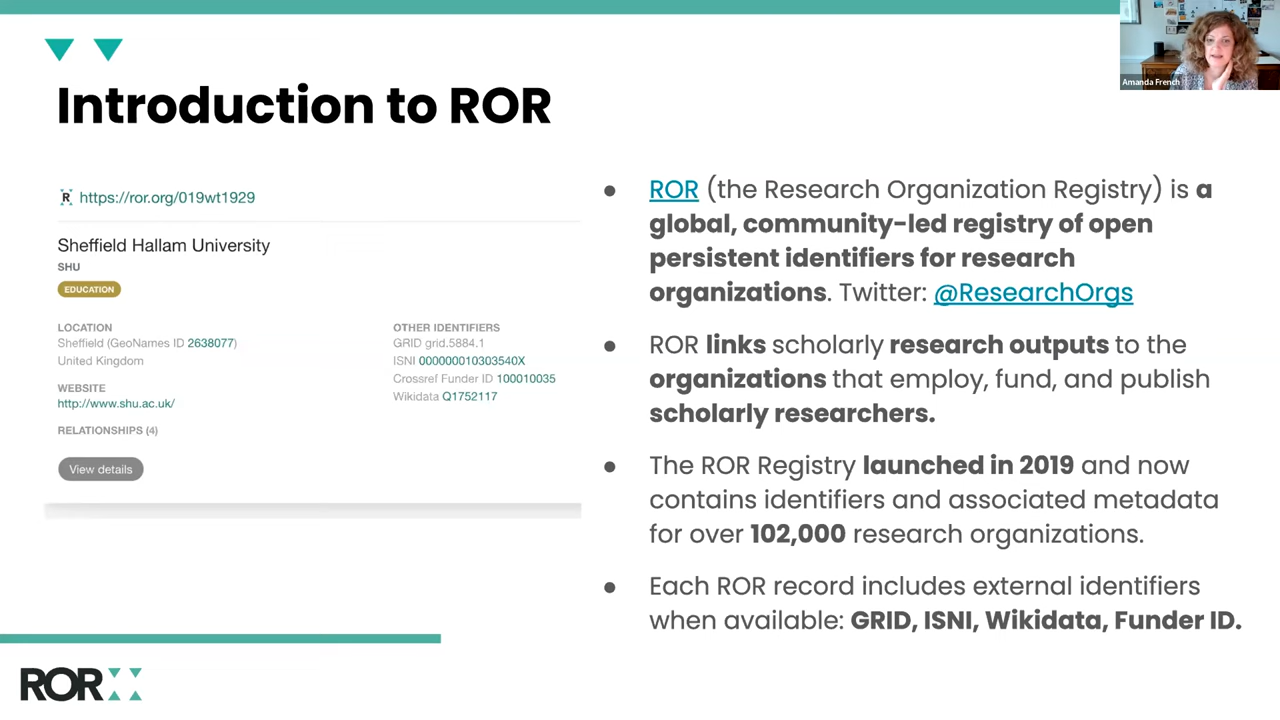 Amanda French
Introduction to ROR
R https://ror.org/019wt1929
Sheffield Hallam University
SHU
EDUCATION
LOCATION
Sheffield (GeoNames ID 2638077)
United Kingdom
WEBSITE
http://www.shu.ac.uk/
RELATIONSHIPS (4)
View details
OTHER IDENTIFIERS
GRID grid.5884.1
ISNI 000000010303540X
Crossref Funder ID 100010035
Wikidata Q1752117
● ROR (the Research Organization Registry) is a
global, community-led registry of open
persistent identifiers for research
organizations. Twitter: @ResearchOrgs
● ROR links scholarly research outputs to the
organizations that employ, fund, and publish
scholarly researchers.
● The ROR Registry launched in 2019 and now
contains identifiers and associated metadata
for over 102,000 research organizations.
● Each ROR record includes external identifiers
when available: GRID, ISNI, Wikidata, Funder ID.
ROR